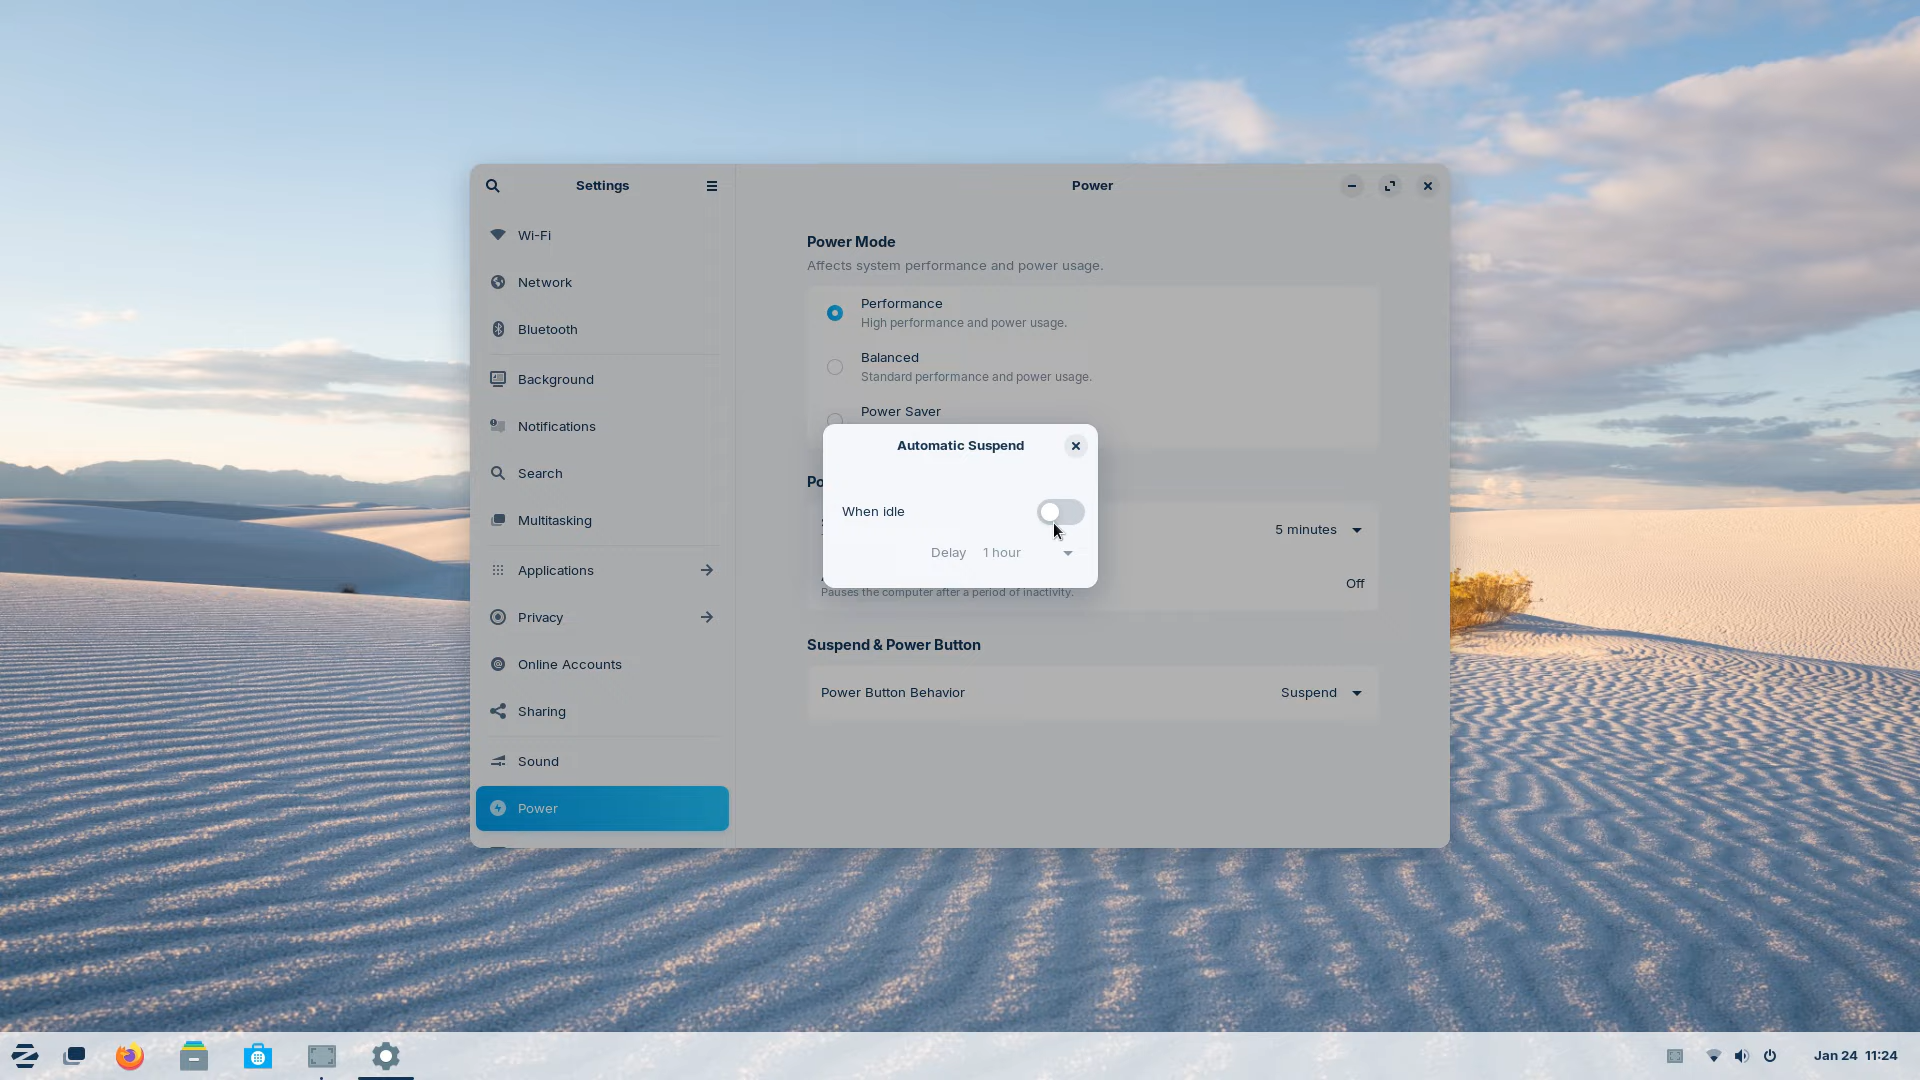 Settings
Power
Wi-Fi
Network
Bluetooth
Background
Notifications
Search
Multitasking
Applications
Privacy
Online Accounts
Sharing
Sound
Power
Power Mode
Affects system performance and power usage.
Performance
High performance and power usage.
Balanced
Standard performance and power usage.
Power Saver
Automatic Suspend
When idle
Delay 1 hour
5 minutes
Off
Pauses the computer after a period of inactivity.
Suspend & Power Button
Power Button Behavior
Suspend
Jan 24 11:24